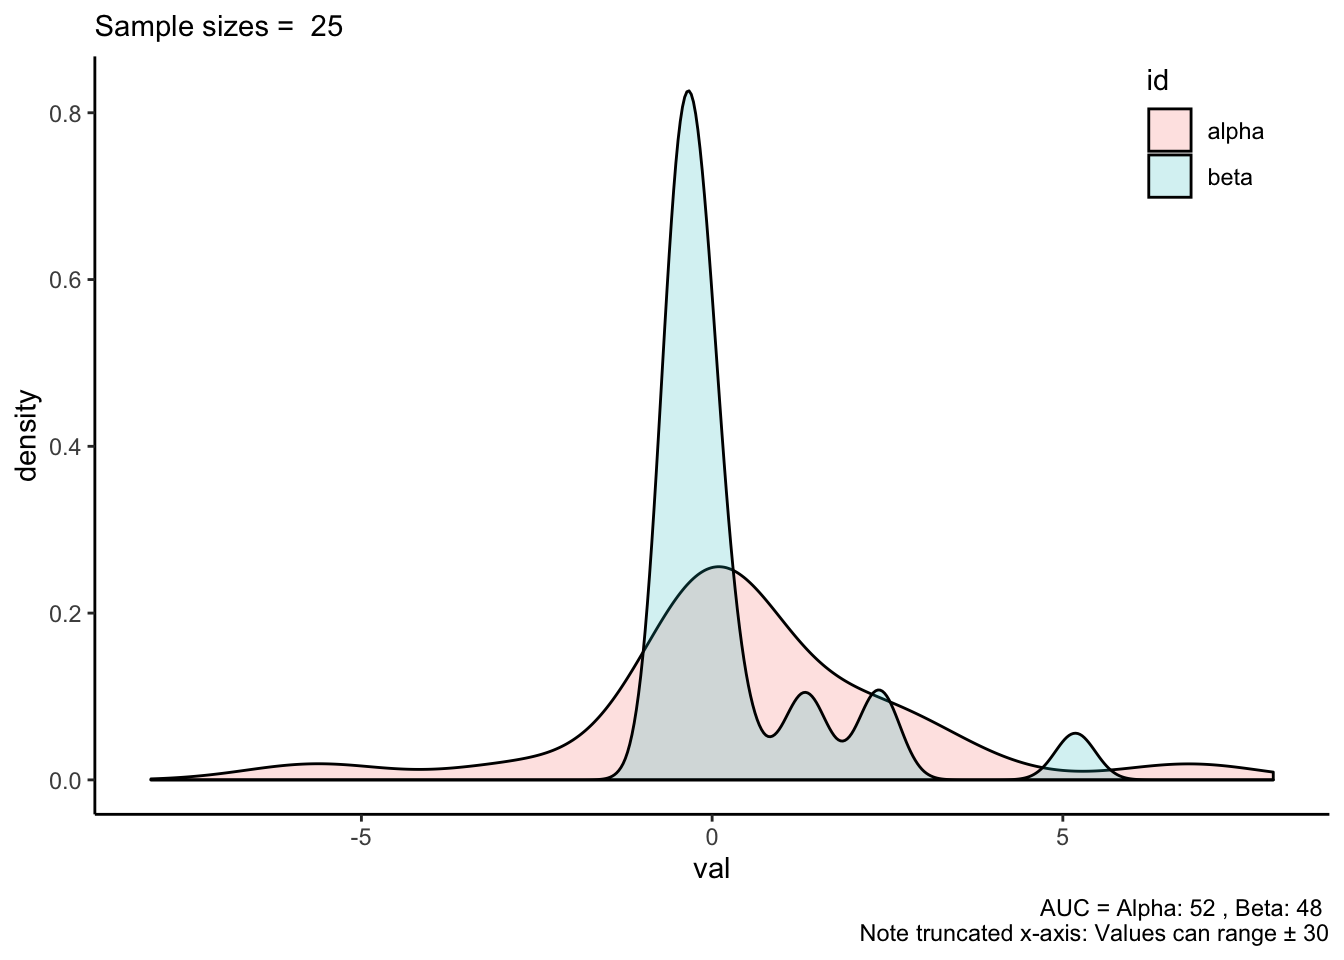 Sample sizes =  25
id
alpha
beta
0.8
0.6
0.4
0.2
0.0
density
-5
0
5
val
AUC = Alpha: 52 , Beta: 48
Note truncated x-axis: Values can range ± 30